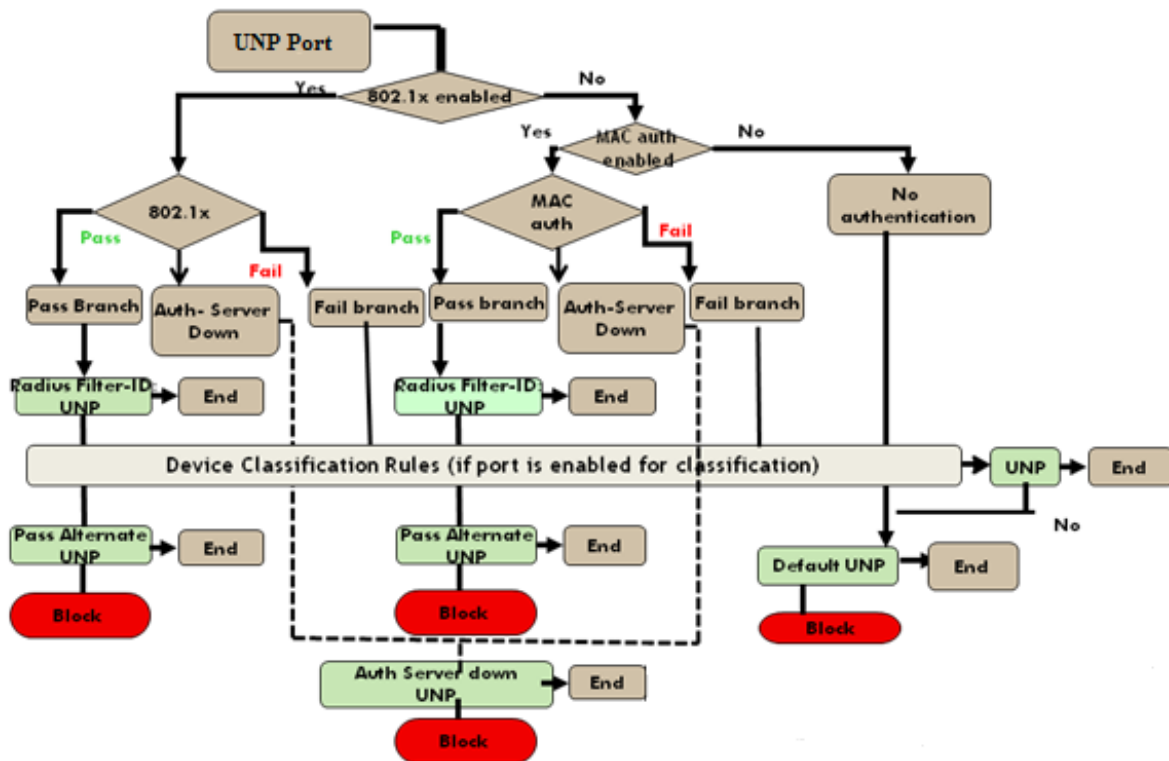 UNP Port
Yes
802.1x enabled
No
Yes
MAC auth
enabled
No
802.1x
Pass
Fail
MAC
auth
Pass
Fail
No
authentication
Pass Branch
Auth- Server
Down
Fail branch
Pass branch
Auth-Server
Down
Fail branch
Radius Filter-ID:
UNP
End
Radius Filter-ID:
UNP
End
Device Classification Rules (if port is enabled for classification)
UNP
End
No
Pass Alternate
UNP
End
Pass Alternate
UNP
End
Default UNP
End
Block
Block
Block
Auth Server down
UNP
End
Block